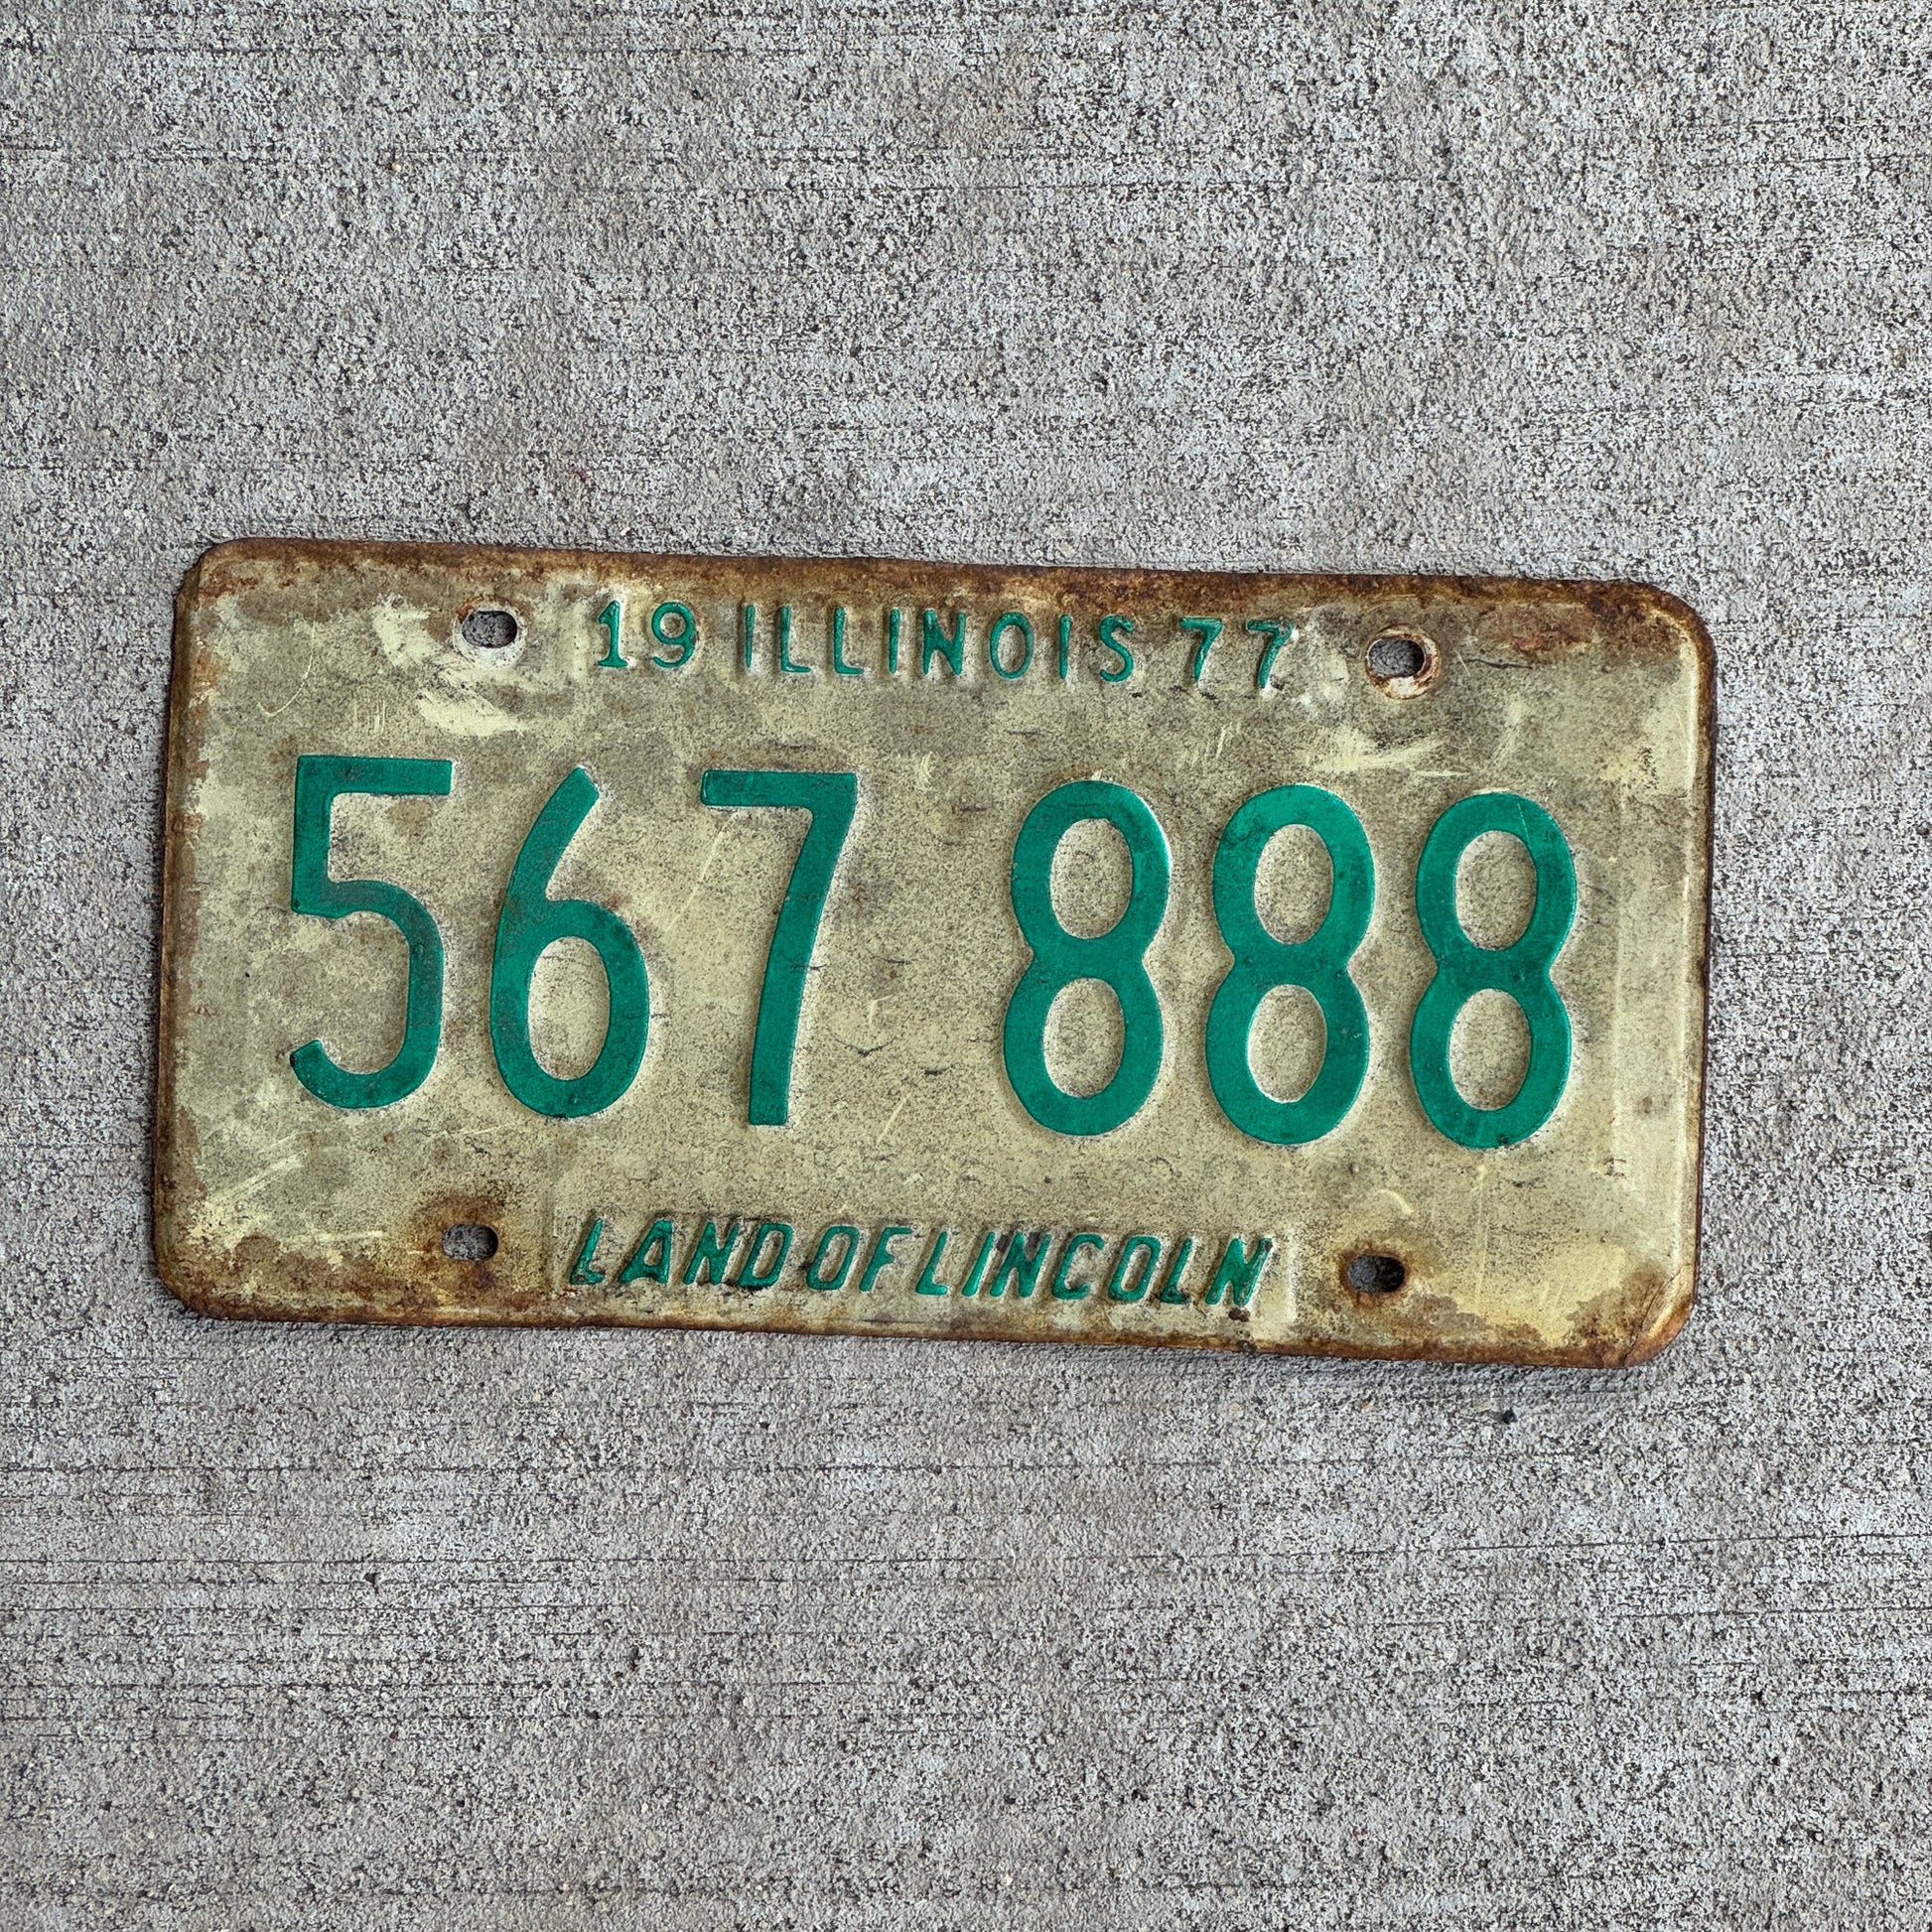 19 ILLINOIS 77
567 888
LAND OF LINCOLN